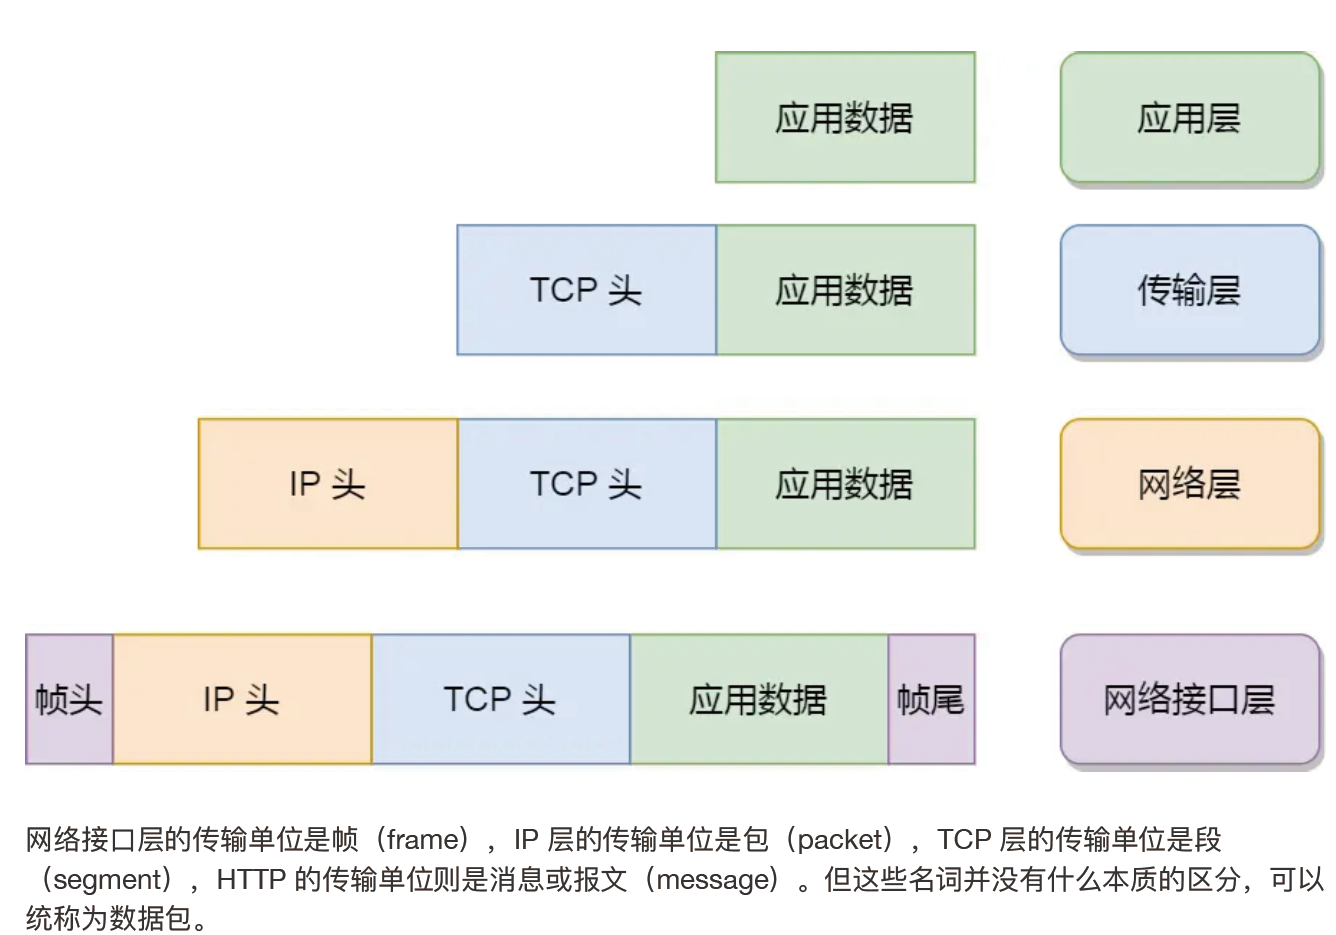 应用数据 应用层
TCP 头 应用数据 传输层
IP 头 TCP 头 应用数据 网络层
帧头 IP 头 TCP 头 应用数据 帧尾 网络接口层
网络接口层的传输单位是帧（frame），IP 层的传输单位是包（packet），TCP 层的传输单位是段
（segment），HTTP 的传输单位则是消息或报文（message）。但这些名词并没有什么本质的区分，可以
统称为数据包。